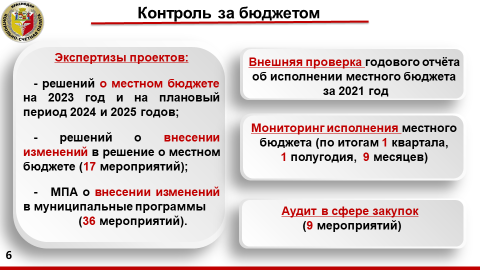 Контроль за бюджетом
Экспертизы проектов:
- решений о местном бюджете
на 2023 год и на плановый
период 2024 и 2025 годов;
- решений о внесении
изменений в решение о местном
бюджете (17 мероприятий);
- МПА о внесении изменений
в муниципальные программы
(36 мероприятий).
Внешняя проверка годового отчёта
об исполнении местного бюджета
за 2021 год
Мониторинг исполнения местного
бюджета (по итогам 1 квартала,
1 полугодия, 9 месяцев)
Аудит в сфере закупок
(9 мероприятий)
6